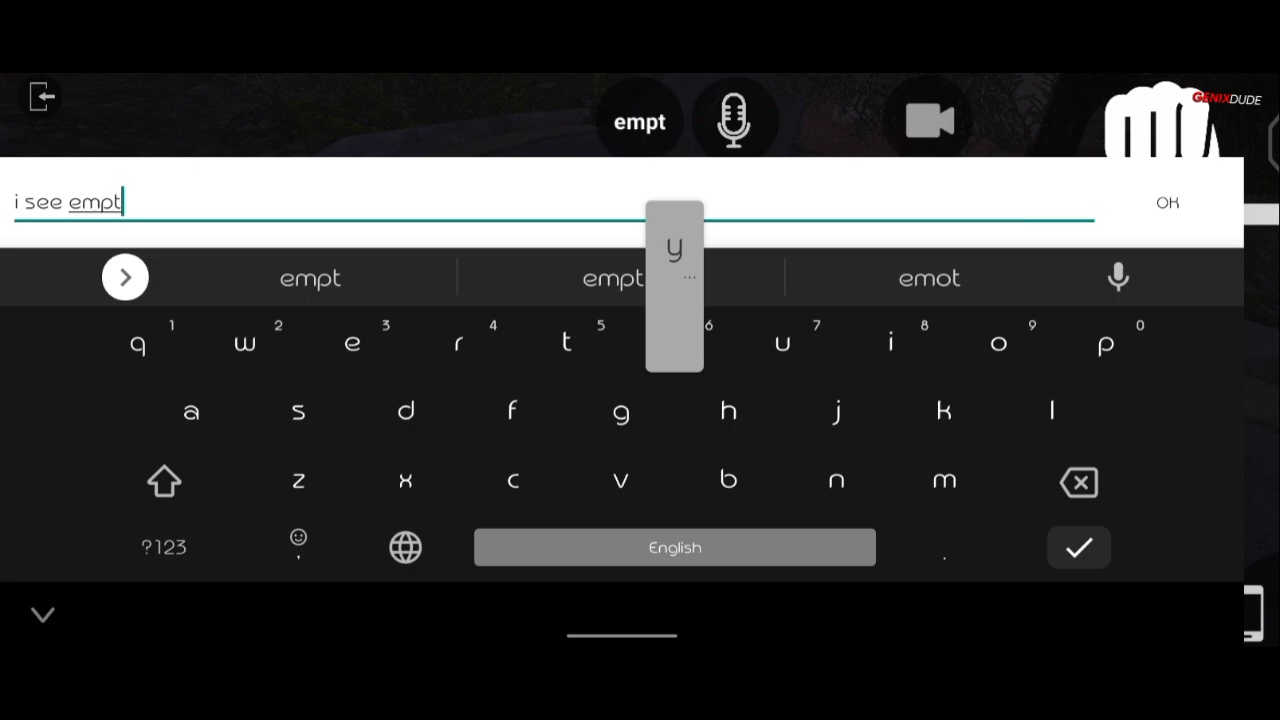 GENIXDUDE
empt
i see empt
OK
y
...
empt empt emot
1 2 3 4 5 6 7 8 9 0
q w e r t u i o p
a s d f g h j k l
z x c v b n m
?123 , English .